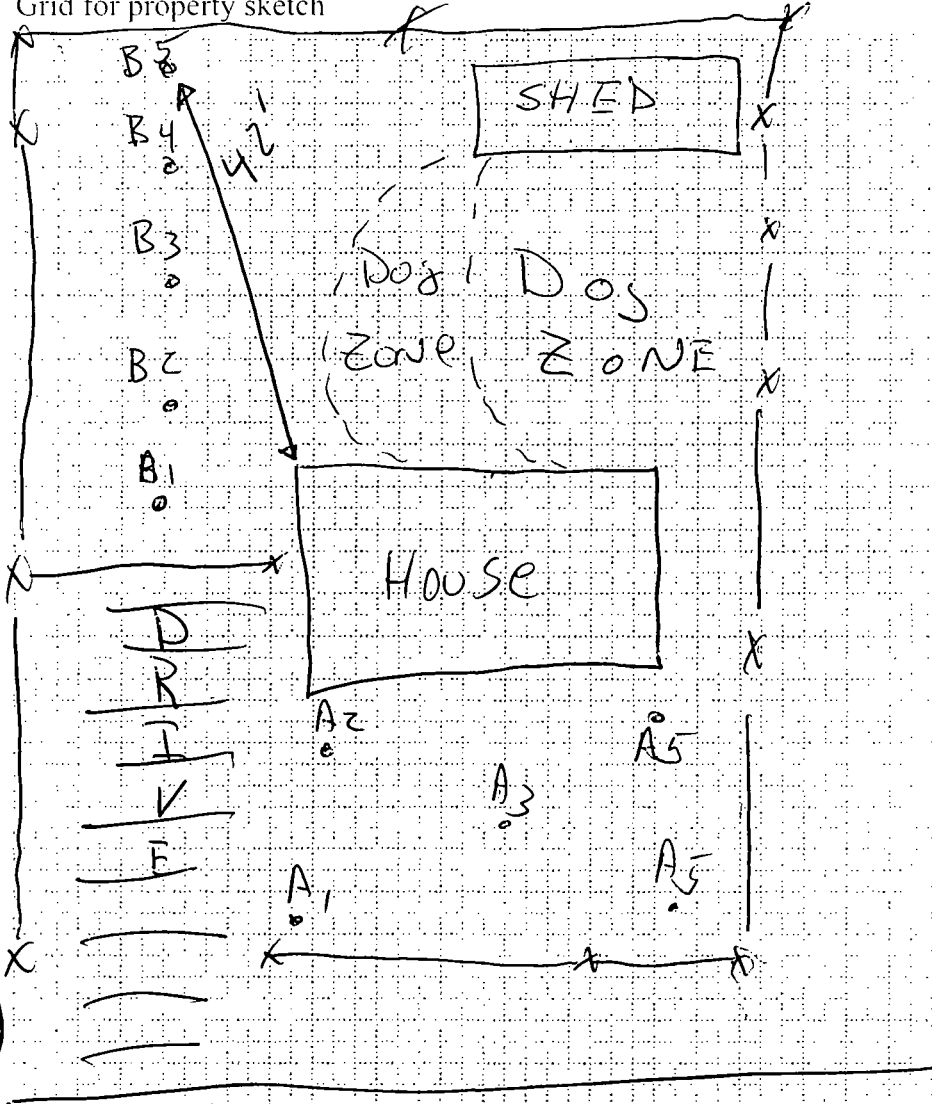 Grid for property sketch
B5
B4
42'
SHED
B3
Dog
Zone
Dog
ZONE
B2
B1
House
D
R
I
V
E
A2
A5
A3
A5
A1